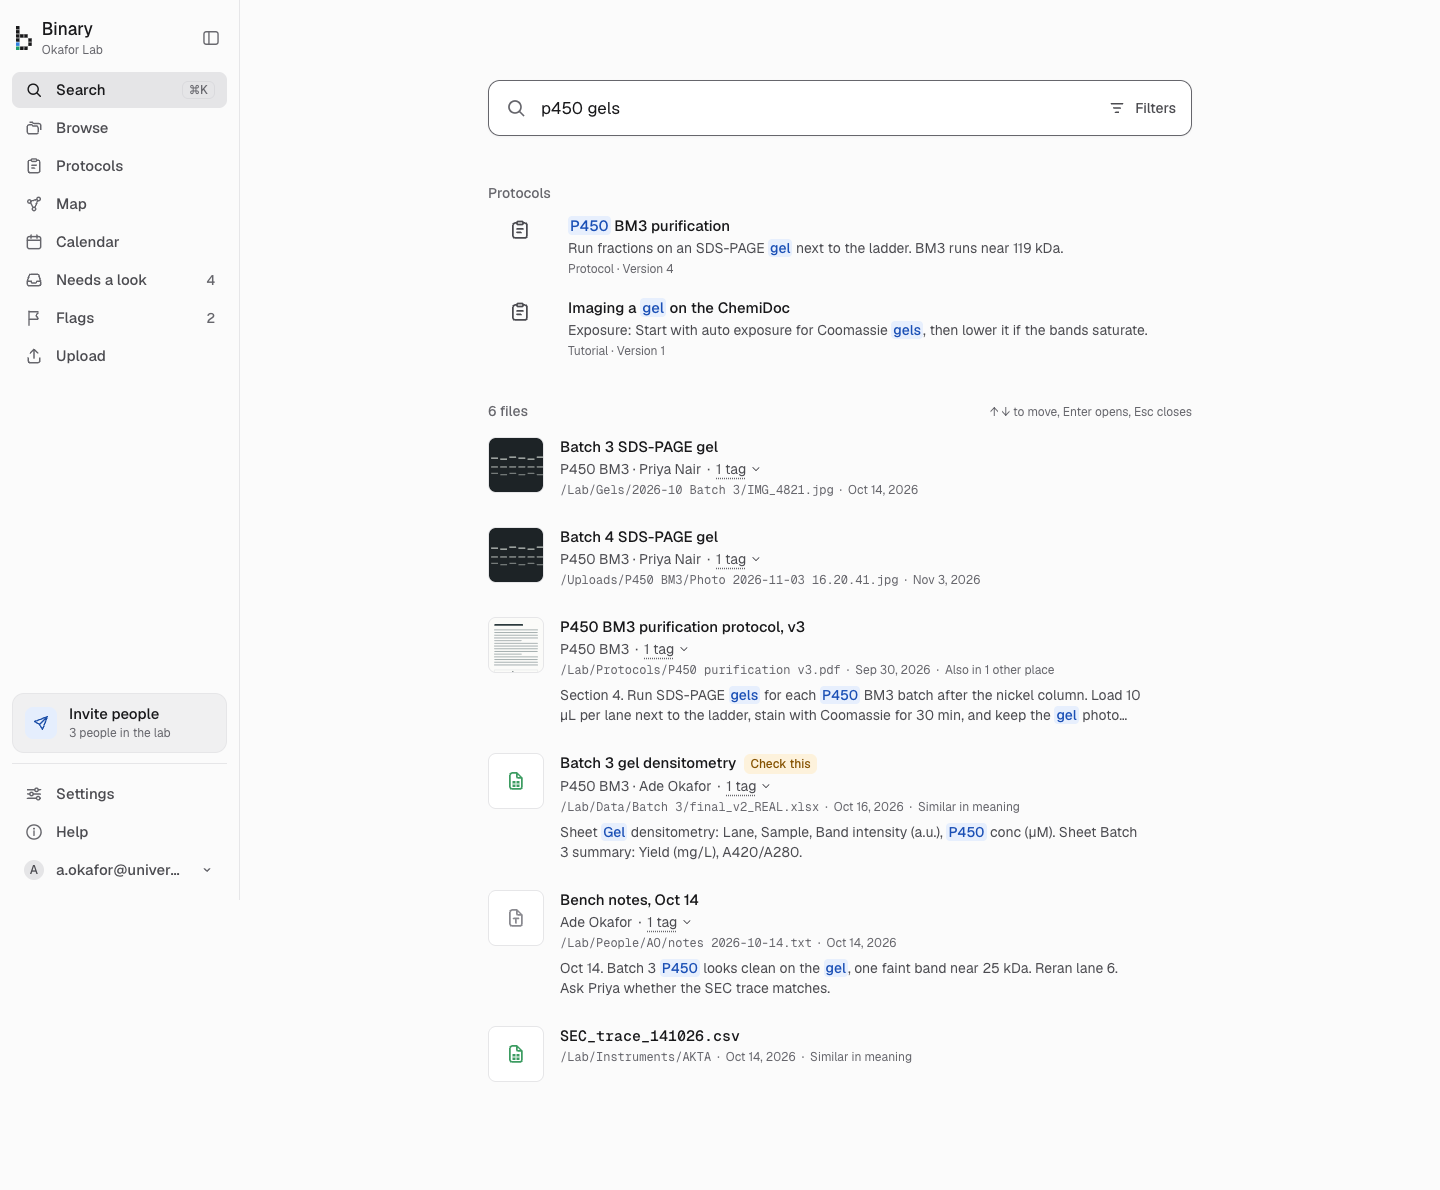 Binary
Okafor Lab
Search ⌘K
Browse
Protocols
Map
Calendar
Needs a look 4
Flags 2
Upload
Invite people
3 people in the lab
Settings
Help
A a.okafor@univer...
p450 gels
Filters
Protocols
P450 BM3 purification
Run fractions on an SDS-PAGE gel next to the ladder. BM3 runs near 119 kDa.
Protocol · Version 4
Imaging a gel on the ChemiDoc
Exposure: Start with auto exposure for Coomassie gels, then lower it if the bands saturate.
Tutorial · Version 1
6 files
↑ ↓ to move, Enter opens, Esc closes
Batch 3 SDS-PAGE gel
P450 BM3 · Priya Nair · 1 tag
/Lab/Gels/2026-10 Batch 3/IMG_4821.jpg · Oct 14, 2026
Batch 4 SDS-PAGE gel
P450 BM3 · Priya Nair · 1 tag
/Uploads/P450 BM3/Photo 2026-11-03 16.20.41.jpg · Nov 3, 2026
P450 BM3 purification protocol, v3
P450 BM3 · 1 tag
/Lab/Protocols/P450 purification v3.pdf · Sep 30, 2026 · Also in 1 other place
Section 4. Run SDS-PAGE gels for each P450 BM3 batch after the nickel column. Load 10
µL per lane next to the ladder, stain with Coomassie for 30 min, and keep the gel photo...
Batch 3 gel densitometry Check this
P450 BM3 · Ade Okafor · 1 tag
/Lab/Data/Batch 3/final_v2_REAL.xlsx · Oct 16, 2026 · Similar in meaning
Sheet Gel densitometry: Lane, Sample, Band intensity (a.u.), P450 conc (µM). Sheet Batch
3 summary: Yield (mg/L), A420/A280.
Bench notes, Oct 14
Ade Okafor · 1 tag
/Lab/People/AO/notes 2026-10-14.txt · Oct 14, 2026
Oct 14. Batch 3 P450 looks clean on the gel, one faint band near 25 kDa. Reran lane 6.
Ask Priya whether the SEC trace matches.
SEC_trace_141026.csv
/Lab/Instruments/AKTA · Oct 14, 2026 · Similar in meaning